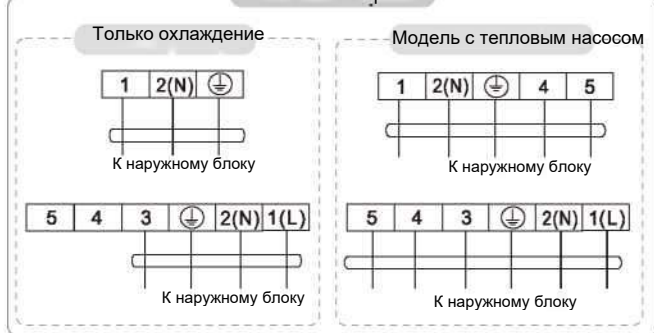 Только охлаждение
1 2(N)
К наружному блоку
5 4 3 2(N) 1(L)
К наружному блоку
Модель с тепловым насосом
1 2(N) 4 5
К наружному блоку
5 4 3 2(N) 1(L)
К наружному блоку